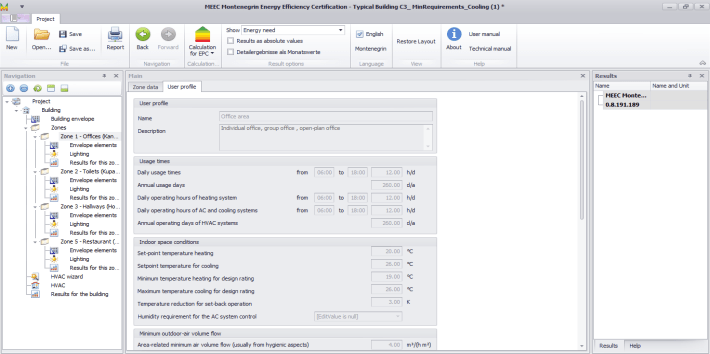 MEEC Montenegrin Energy Efficiency Certification - Typical Building C3_ MinRequirements_Cooling (1) *
Project
New
Open...
Save
Save as...
Report
File
Back
Forward
Navigation
Calculation for EPC
Calculation
Show Energy need
Results as absolute values
Detailergebnisse als Monatswerte
Result options
English
Montenegrin
Language
Restore Layout
View
About
User manual
Technical manual
Help
Navigation
Project
Building
Building envelope
Zones
Zone 1 - Offices (Kan...
Envelope elements
Lighting
Results for this zo...
Zone 2 - Toilets (Kupa...
Envelope elements
Lighting
Results for this zo...
Zone 3 - Hallways (Ho...
Envelope elements
Lighting
Results for this zo...
Zone 5 - Restaurant (...
Envelope elements
Lighting
Results for this zo...
HVAC wizard
HVAC
Results for the building
Main
Zone data
User profile
User profile
Name Office area
Description Individual office, group office , open-plan office
Usage times
Daily usage times from 06:00 to 18:00 12.00 h/d
Annual usage days 260.00 d/a
Daily operating hours of heating system from 06:00 to 18:00 12.00 h/d
Daily operating hours of AC and cooling systems from 06:00 to 18:00 12.00 h/d
Annual operating days of HVAC systems 260.00 d/a
Indoor space conditions
Set-point temperature heating 20.00 °C
Setpoint temperature for cooling 26.00 °C
Minimum temperature heating for design rating 19.00 °C
Maximum temperature cooling for design rating 26.00 °C
Temperature reduction for set-back operation 3.00 K
Humidity requirement for the AC system control [EditValue is null]
Minimum outdoor-air volume flow
Area-related minimum air volume flow (usually from hygienic aspects) 4.00 m³/(h m²)
Results
Name
Name and Unit
MEEC Monte...
0.8.191.189
Results
Help